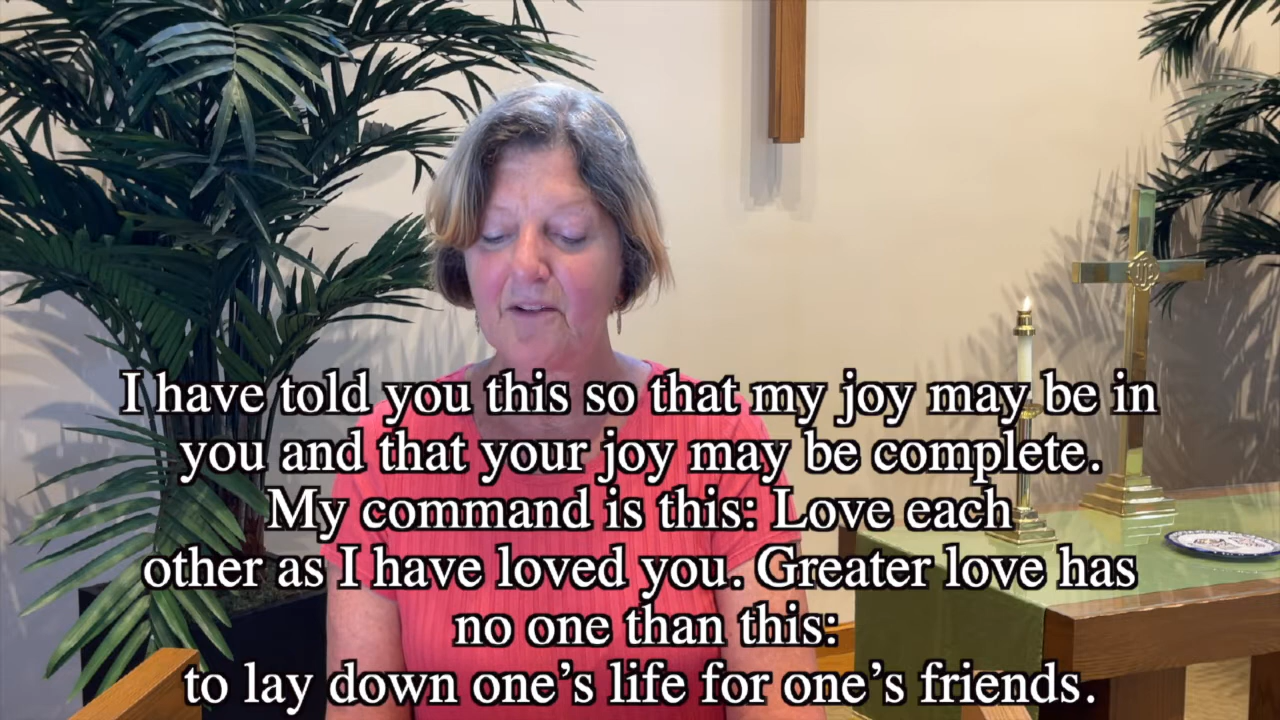 I have told you this so that my joy may be in
you and that your joy may be complete.
My command is this: Love each
other as I have loved you. Greater love has
no one than this:
to lay down one’s life for one’s friends.